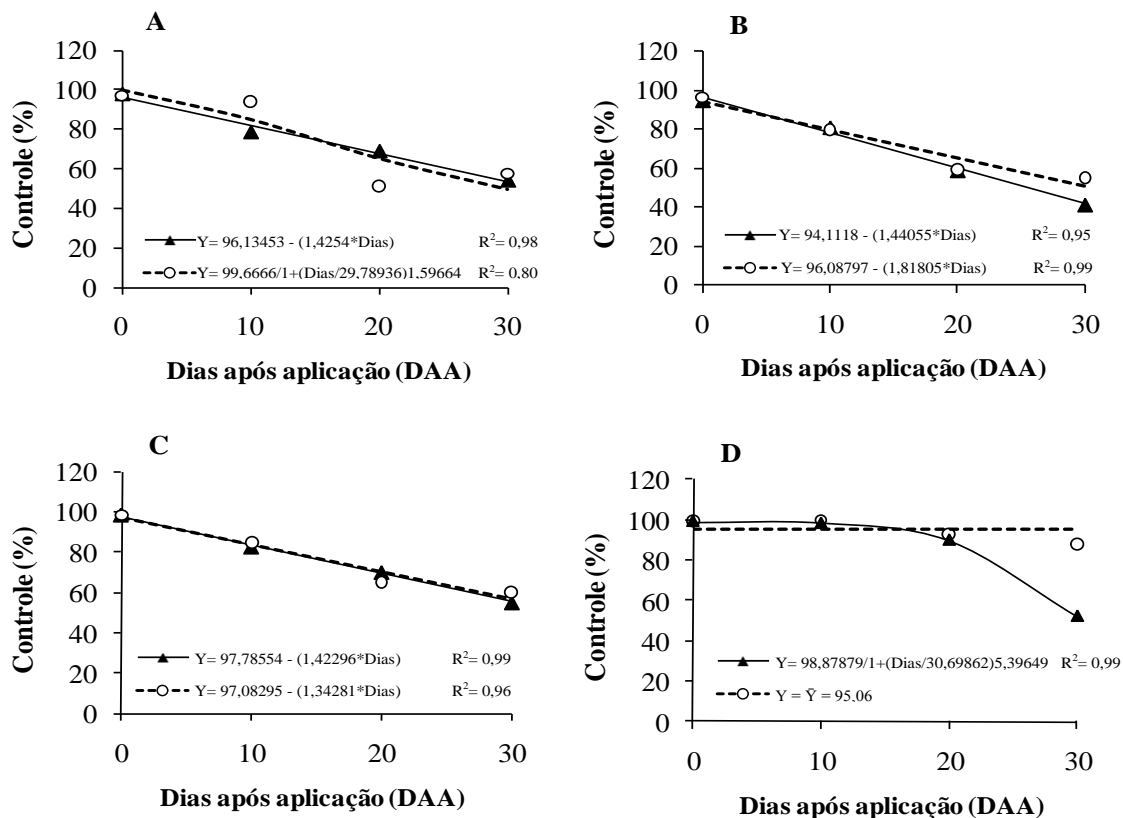 A
120
100
80
60
40
20
0
Controle (%)
Y= 96,13453 - (1,4254*Dias) R²= 0,98
Y= 99,6666/1+(Dias/29,78936)1,59664 R²= 0,80
0 10 20 30
Dias após aplicação (DAA)
B
120
100
80
60
40
20
0
Controle (%)
Y= 94,1118 - (1,44055*Dias) R²= 0,95
Y= 96,08797 - (1,81805*Dias) R²= 0,99
0 10 20 30
Dias após aplicação (DAA)
C
120
100
80
60
40
20
0
Controle (%)
Y= 97,78554 - (1,42296*Dias) R²= 0,99
Y= 97,08295 - (1,34281*Dias) R²= 0,96
0 10 20 30
Dias após aplicação (DAA)
D
120
100
80
60
40
20
0
Controle (%)
Y= 98,87879/1+(Dias/30,69862)5,39649 R²= 0,99
Y = Ȳ = 95,06
0 10 20 30
Dias após aplicação (DAA)